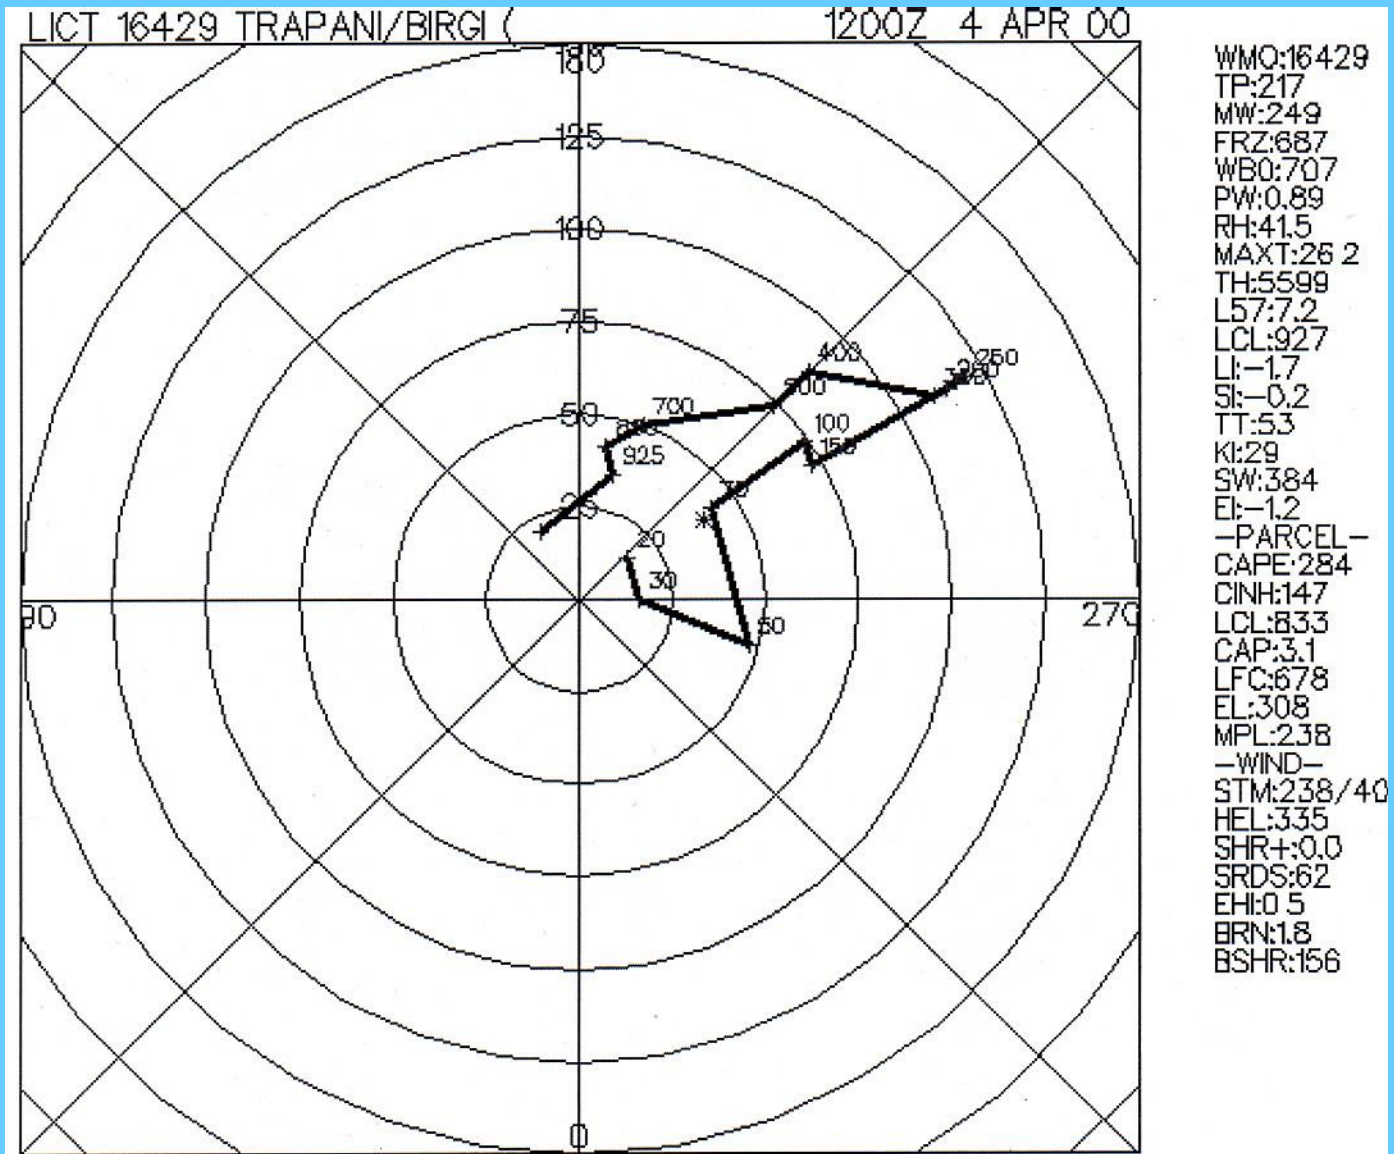 LICT 16429 TRAPANI/BIRGI (
1200Z 4 APR 00
180
125
100
75
50
25
400
250
500
700
100
150
925
70
20
30
50
90
270
0
WMO:16429
TP:217
MW:249
FRZ:687
WB0:707
PW:0.89
RH:41.5
MAXT:26 2
TH:5599
L57:7.2
LCL:927
LI:-1.7
SI:-0.2
TT:53
KI:29
SW:384
EI:-1.2
-PARCEL-
CAPE:284
CINH:147
LCL:833
CAP:3.1
LFC:678
EL:308
MPL:238
-WIND-
STM:238/40
HEL:335
SHR+:0.0
SRDS:62
EHI:0 5
BRN:1.8
BSHR:156